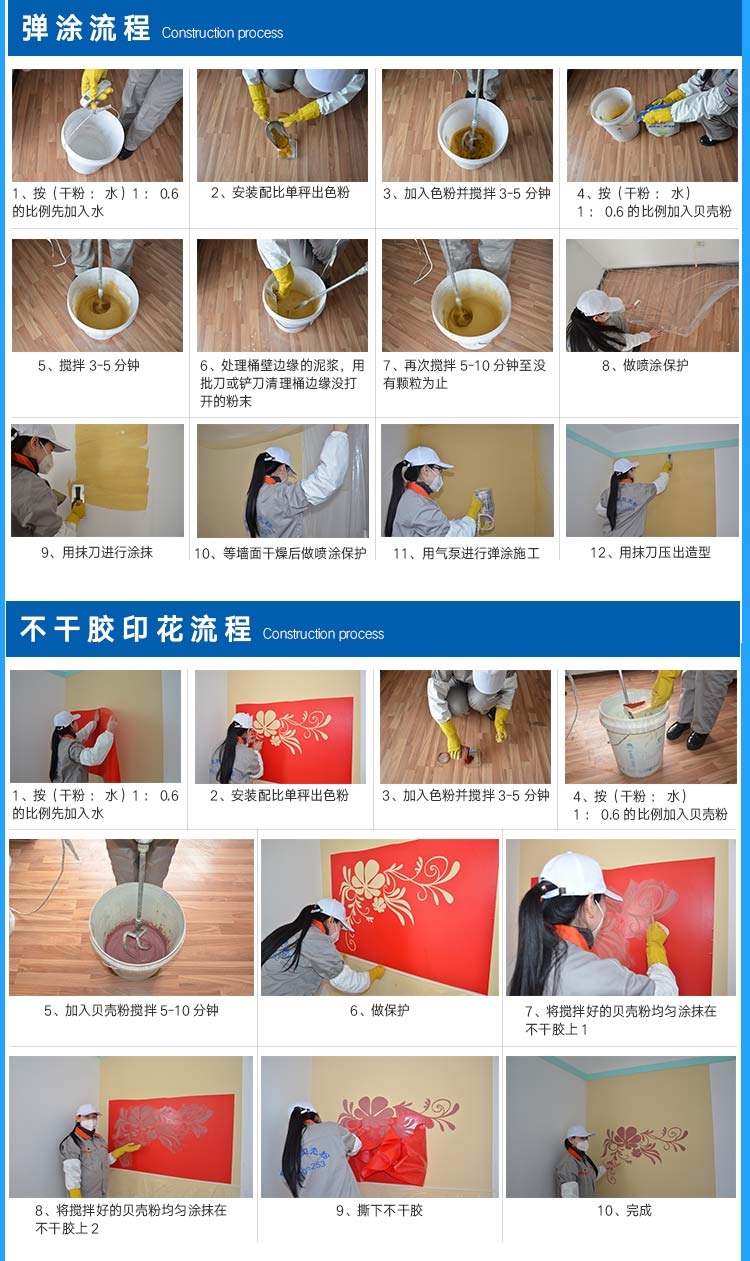 弹涂流程 Construction process
1、按（干粉： 水）1： 0.6
的比例先加入水
2、安装配比单秤出色粉
3、加入色粉并搅拌 3-5 分钟
4、按（干粉： 水）
1： 0.6 的比例加入贝壳粉
5、搅拌 3-5 分钟
6、处理桶壁边缘的泥浆，用
批刀或铲刀清理桶边缘没打
开的粉末
7、再次搅拌 5-10 分钟至没
有颗粒为止
8、做喷涂保护
9、用抹刀进行涂抹
10、等墙面干燥后做喷涂保护
11、用气泵进行弹涂施工
12、用抹刀压出造型
不干胶印花流程 Construction process
1、按（干粉： 水）1： 0.6
的比例先加入水
2、安装配比单秤出色粉
3、加入色粉并搅拌 3-5 分钟
4、按（干粉： 水）
1： 0.6 的比例加入贝壳粉
5、加入贝壳粉搅拌 5-10 分钟
6、做保护
7、将搅拌好的贝壳粉均匀涂抹在
不干胶上 1
8、将搅拌好的贝壳粉均匀涂抹在
不干胶上 2
9、撕下不干胶
10、完成